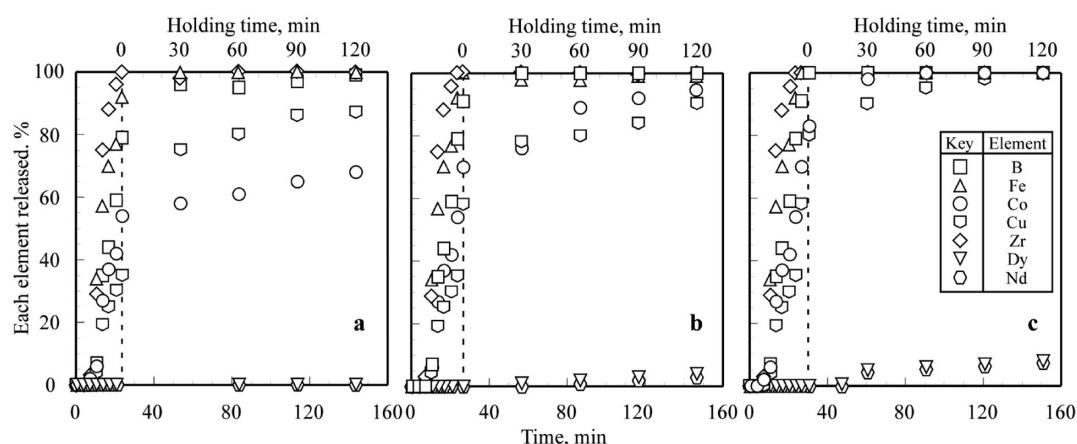 Holding time, min
Holding time, min
Holding time, min
0 30 60 90 120
0 30 60 90 120
0 30 60 90 120
100
80
60
40
20
0
Each element released. %
Key Element
B
Fe
Co
Cu
Zr
Dy
Nd
a
b
c
0 40 80 120 160
40 80 120 160
0 40 80 120 160
Time, min